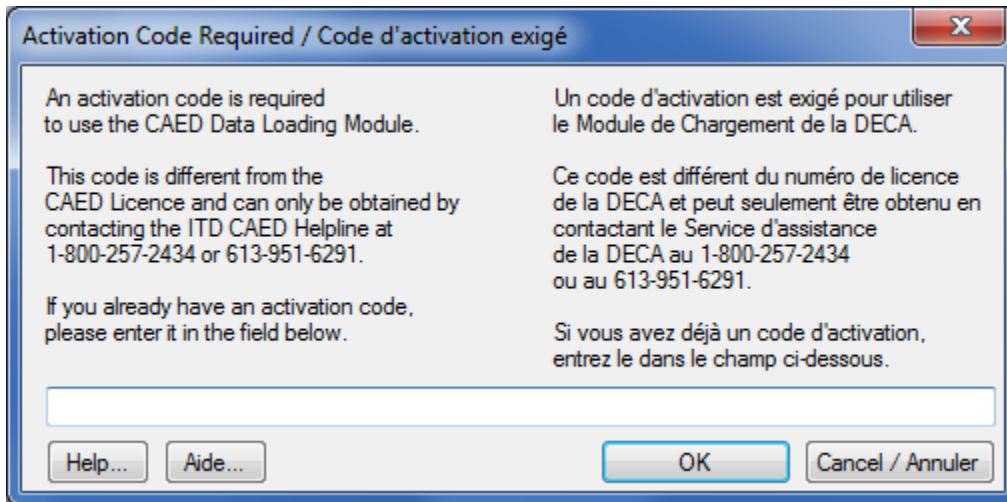 Activation Code Required / Code d'activation exigé
An activation code is required
to use the CAED Data Loading Module.
This code is different from the
CAED Licence and can only be obtained by
contacting the ITD CAED Helpline at
1-800-257-2434 or 613-951-6291.
If you already have an activation code,
please enter it in the field below.
Un code d'activation est exigé pour utiliser
le Module de Chargement de la DECA.
Ce code est différent du numéro de licence
de la DECA et peut seulement être obtenu en
contactant le Service d'assistance
de la DECA au 1-800-257-2434
ou au 613-951-6291.
Si vous avez déjà un code d'activation,
entrez le dans le champ ci-dessous.
Help...
Aide...
OK
Cancel / Annuler